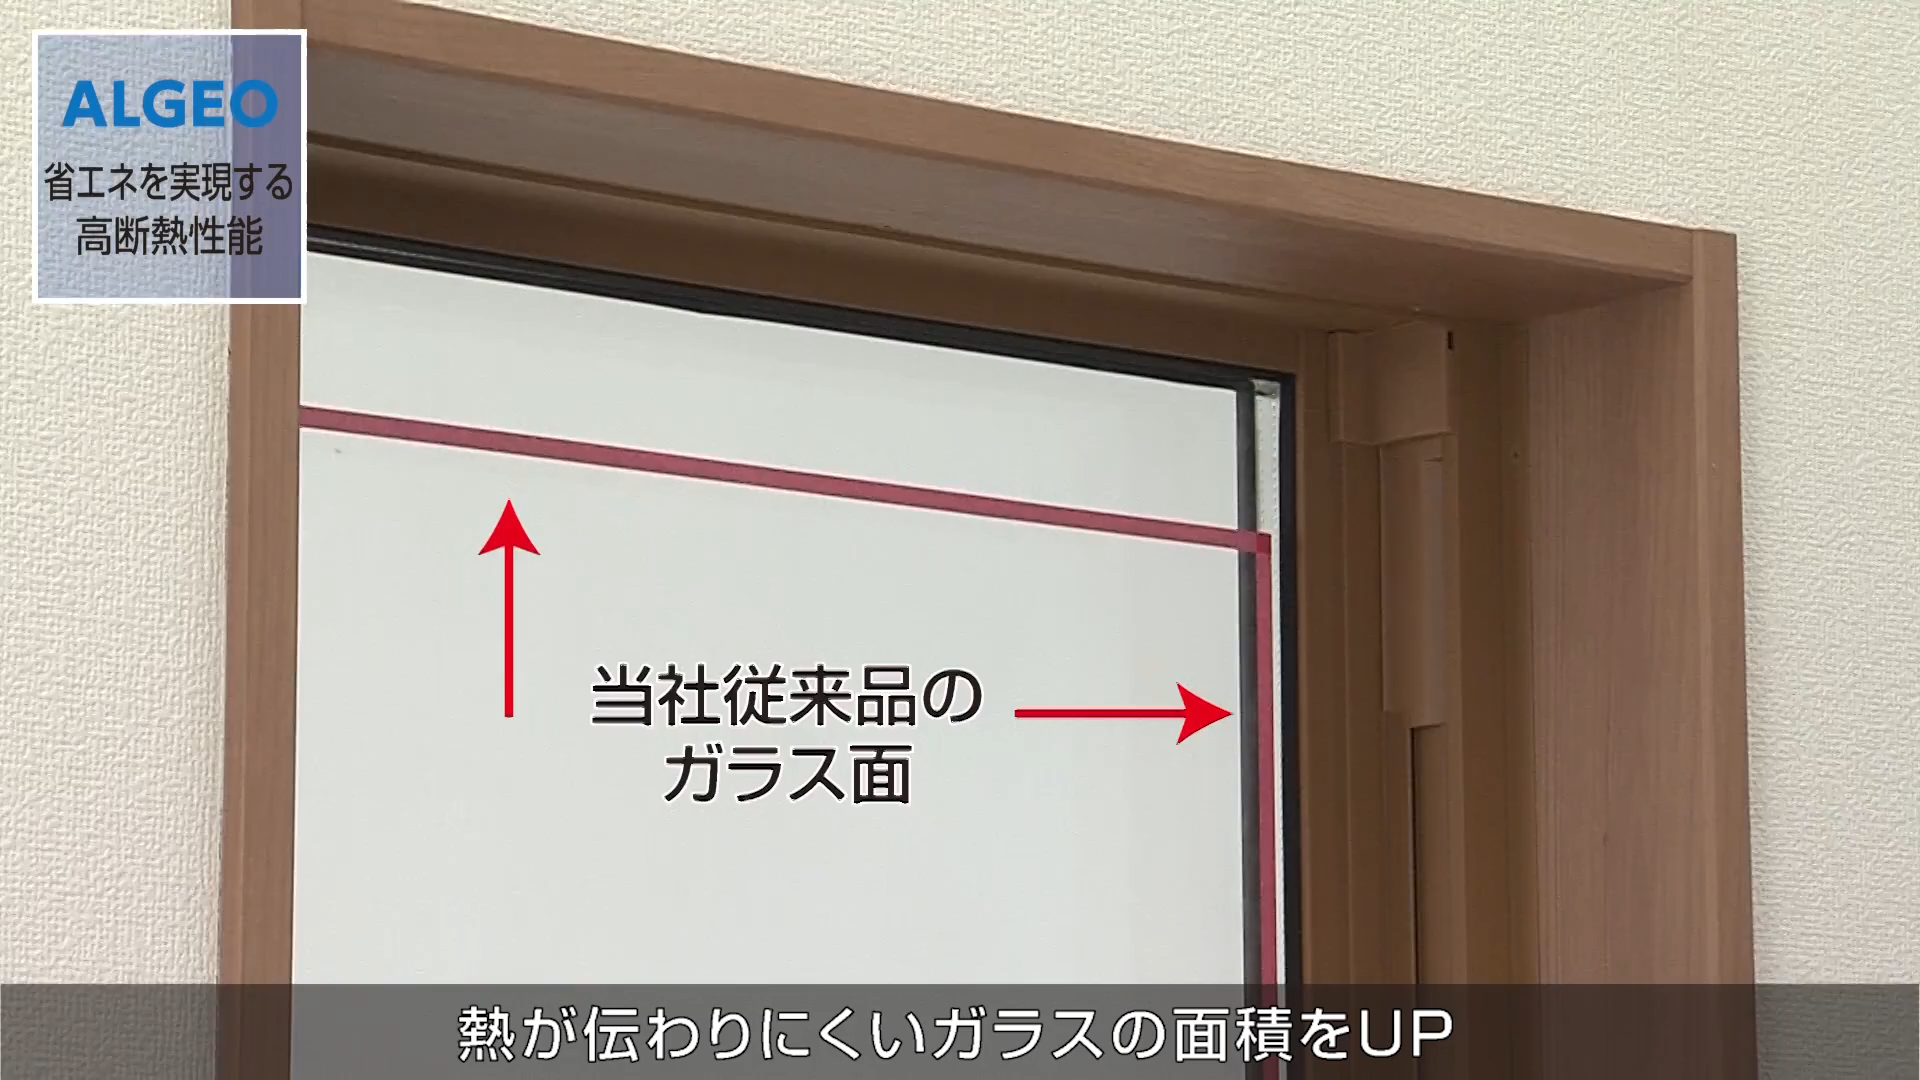 ALGEO
省エネを実現する
高断熱性能
当社従来品の
ガラス面
熱が伝わりにくいガラスの面積をUP